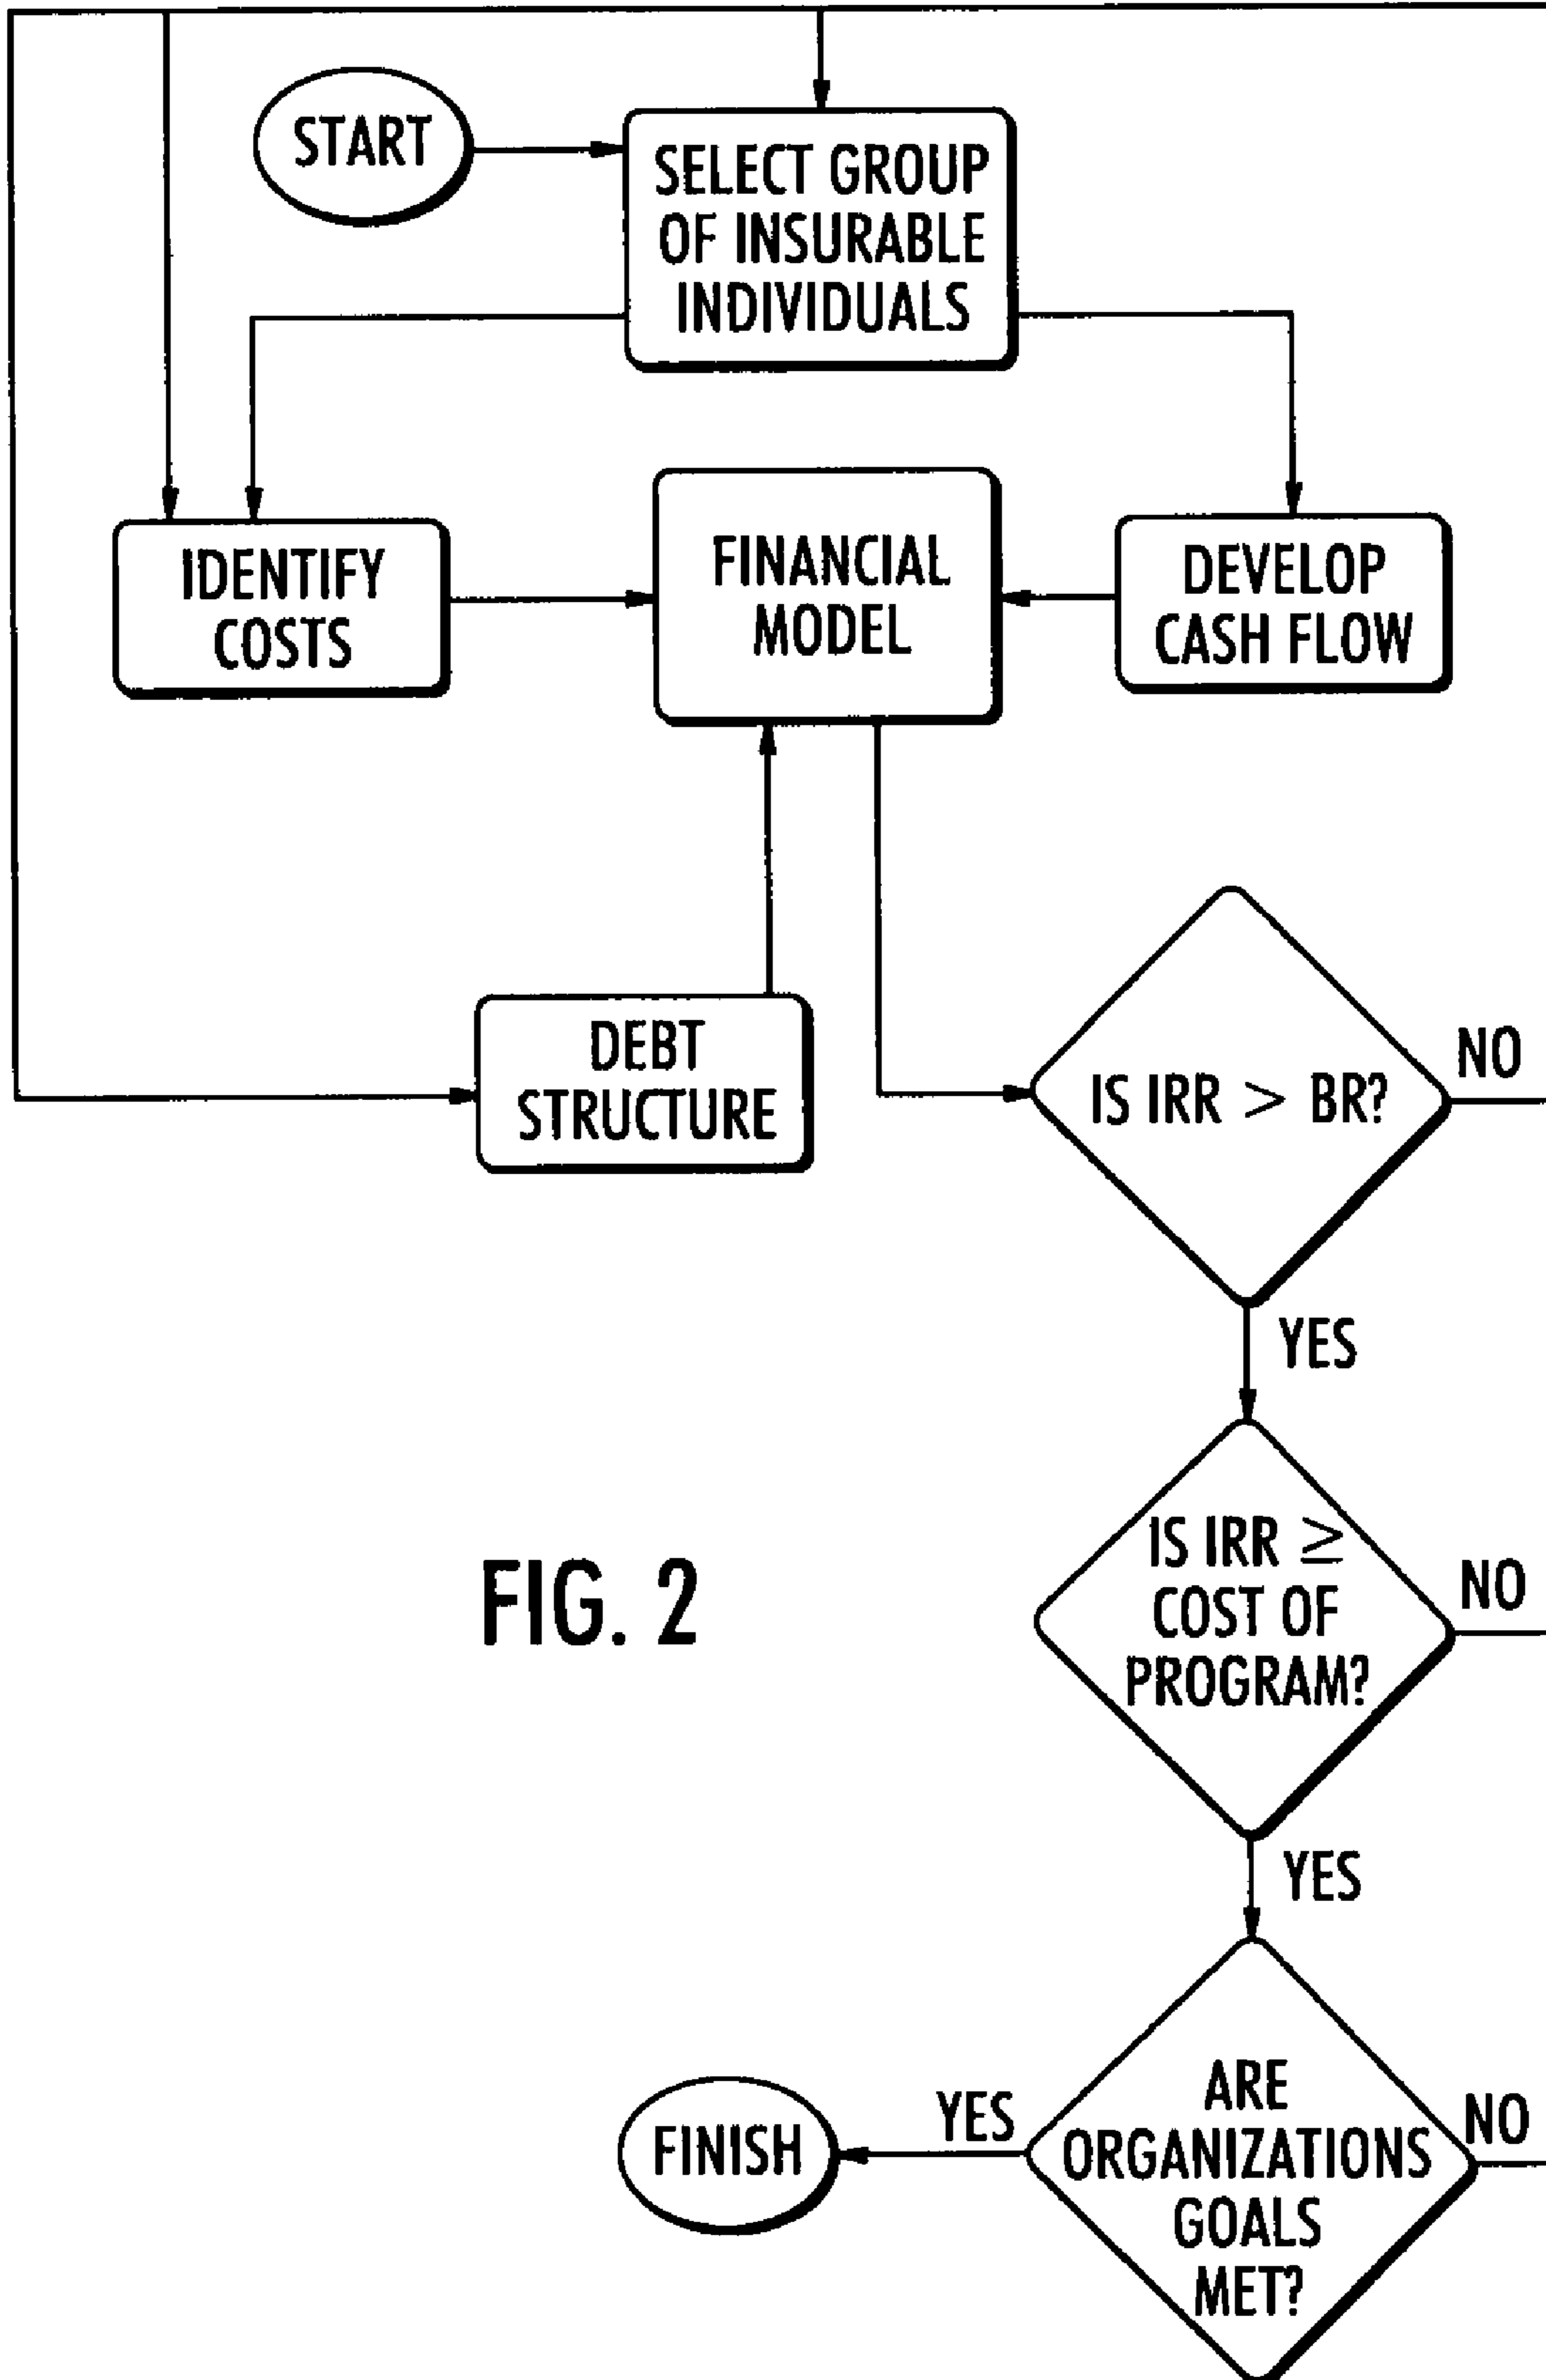 START
SELECT GROUP
OF INSURABLE
INDIVIDUALS
IDENTIFY
COSTS
FINANCIAL
MODEL
DEVELOP
CASH FLOW
DEBT
STRUCTURE
IS IRR > BR?
NO
YES
IS IRR ≥
COST OF
PROGRAM?
NO
YES
FIG. 2
ARE
ORGANIZATIONS
GOALS
MET?
NO
YES
FINISH